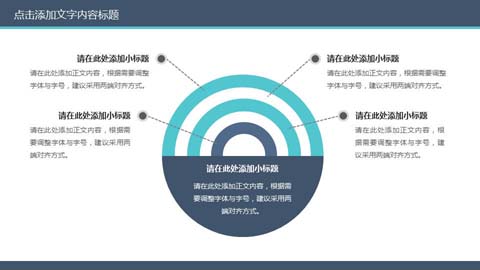 点击添加文字内容标题
请在此处添加小标题
请在此处添加正文内容，根据需要调整
字体与字号，建议采用两端对齐方式。
请在此处添加小标题
请在此处添加正文内容，根据需要调整
字体与字号，建议采用两端对齐方式。
请在此处添加小标题
请在此处添加正文内容，根据
需要调整字体与字号，建议采用两
端对齐方式。
请在此处添加小标题
请在此处添加正文内容，根
据需要调整字体与字号，建
议采用两端对齐方式。
请在此处添加小标题
请在此处添加正文内容，根据需
要调整字体与字号，建议采用两
端对齐方式。